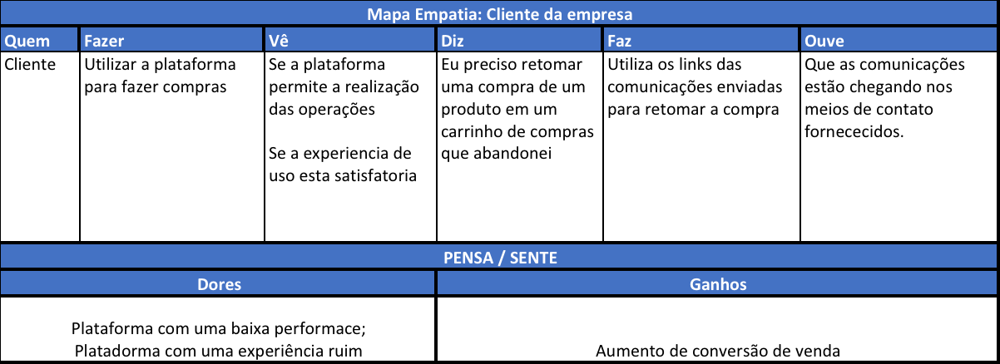 Mapa Empatia: Cliente da empresa
Quem
Fazer
Vê
Diz
Faz
Ouve
Cliente
Utilizar a plataforma
para fazer compras
Se a plataforma
permite a realização
das operações
Se a experiencia de
uso esta satisfatoria
Eu preciso retomar
uma compra de um
produto em um
carrinho de compras
que abandonei
Utiliza os links das
comunicações enviadas
para retomar a compra
Que as comunicações
estão chegando nos
meios de contato
fornececidos.
PENSA / SENTE
Dores
Ganhos
Plataforma com uma baixa performace;
Platadorma com uma experiência ruim
Aumento de conversão de venda